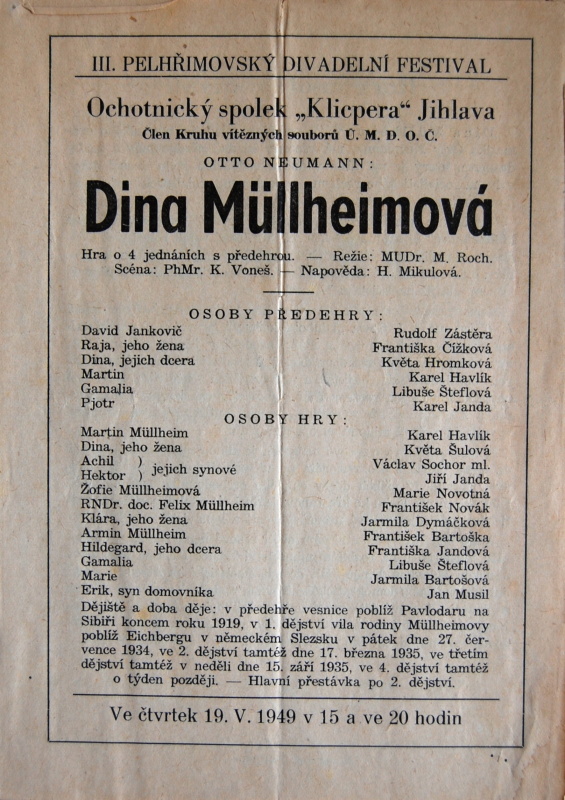 III. PELHŘIMOVSKÝ DIVADELNÍ FESTIVAL
Ochotnický spolek „Klicpera“ Jihlava
Člen Kruhu vítězných souborů Ú. M. D. O. Č.
OTTO NEUMANN:
Dina Müllheimová
Hra o 4 jednáních s předehrou. — Režie: MUDr. M. Roch.
Scéna: PhMr. K. Voneš. — Napověda: H. Mikulová.
OSOBY PŘEDEHRY:
David Jankovič Rudolf Zástěra
Raja, jeho žena Františka Čížková
Dina, jejich dcera Květa Hromková
Martin Karel Havlík
Gamalia Libuše Šteflová
Pjotr Karel Janda
OSOBY HRY:
Martin Müllheim Karel Havlík
Dina, jeho žena Květa Šulová
Achil ) jejich synové Václav Sochor ml.
Hektor ) Jiří Janda
Žofie Müllheimová Marie Novotná
RNDr. doc. Felix Müllheim František Novák
Klára, jeho žena Jarmila Dymáčková
Armin Müllheim František Bartoška
Hildegard, jeho dcera Františka Jandová
Gamalia Libuše Šteflová
Marie Jarmila Bartošová
Erik, syn domovníka Jan Musil
Dějiště a doba děje: v předehře vesnice poblíž Pavlodaru na
Sibiři koncem roku 1919, v 1. dějství vila rodiny Müllheimovy
poblíž Eichbergu v německém Slezsku v pátek dne 27. čer-
vence 1934, ve 2. dějství tamtéž dne 17. března 1935, ve třetím
dějství tamtéž v neděli dne 15. září 1935, ve 4. dějství tamtéž
o týden později. — Hlavní přestávka po 2. dějství.
Ve čtvrtek 19. V. 1949 v 15 a ve 20 hodin